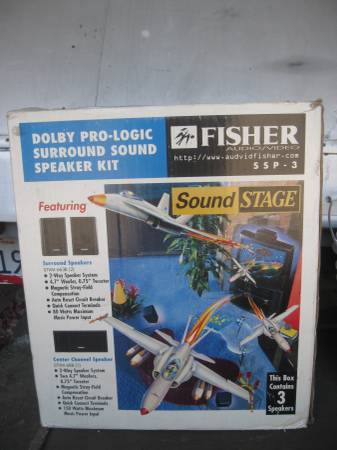 DOLBY PRO-LOGIC
SURROUND SOUND
SPEAKER KIT
FISHER
AUDIO/VIDEO
http://www.audvidfisher.com
SSP-3
Sound STAGE
Featuring
Surround Speakers
(2)
• 2-Way Speaker System
• 4.7" Woofer, 0.75" Tweeter
• Magnetic Stray-Field
Compensation
• Auto Reset Circuit Breaker
• Quick Connect Terminals
• 80 Watts Maximum
Music Power Input
Center Channel Speaker
• 2-Way Speaker System
• Two 4.7" Woofers,
0.75" Tweeter
• Magnetic Stray-Field
Compensation
• Auto Reset Circuit Breaker
• Quick Connect Terminals
• 150 Watts Maximum
Music Power Input
This Box
Contains
3
Speakers